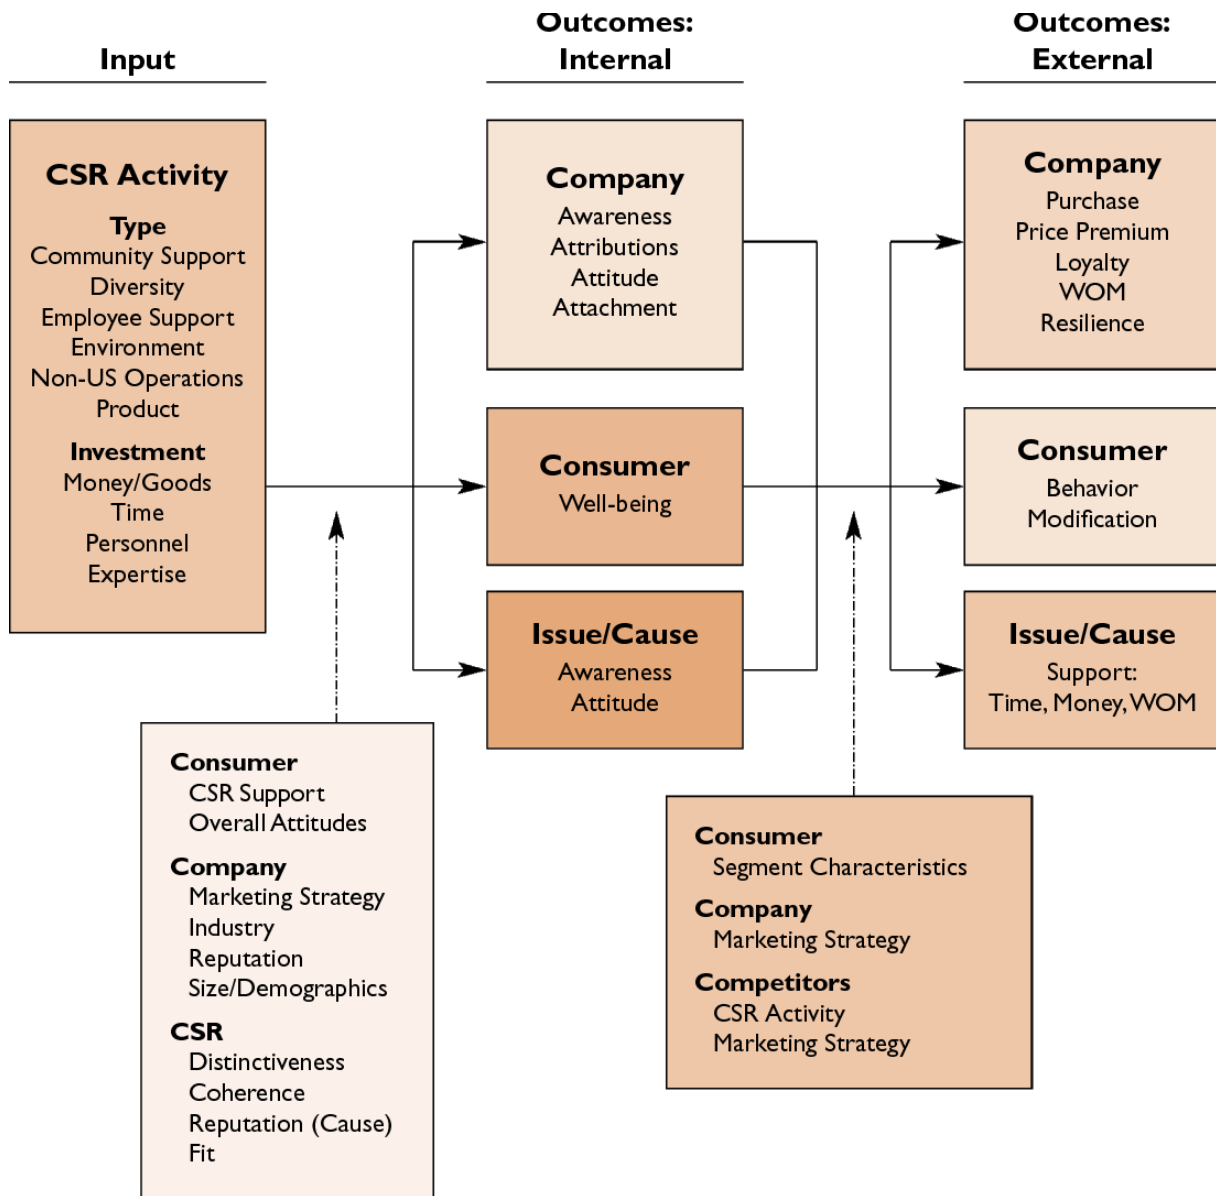 Input
Outcomes:
Internal
Outcomes:
External
CSR Activity
Type
Community Support
Diversity
Employee Support
Environment
Non-US Operations
Product
Investment
Money/Goods
Time
Personnel
Expertise
Company
Awareness
Attributions
Attitude
Attachment
Consumer
Well-being
Issue/Cause
Awareness
Attitude
Company
Purchase
Price Premium
Loyalty
WOM
Resilience
Consumer
Behavior
Modification
Issue/Cause
Support:
Time, Money, WOM
Consumer
CSR Support
Overall Attitudes
Company
Marketing Strategy
Industry
Reputation
Size/Demographics
CSR
Distinctiveness
Coherence
Reputation (Cause)
Fit
Consumer
Segment Characteristics
Company
Marketing Strategy
Competitors
CSR Activity
Marketing Strategy